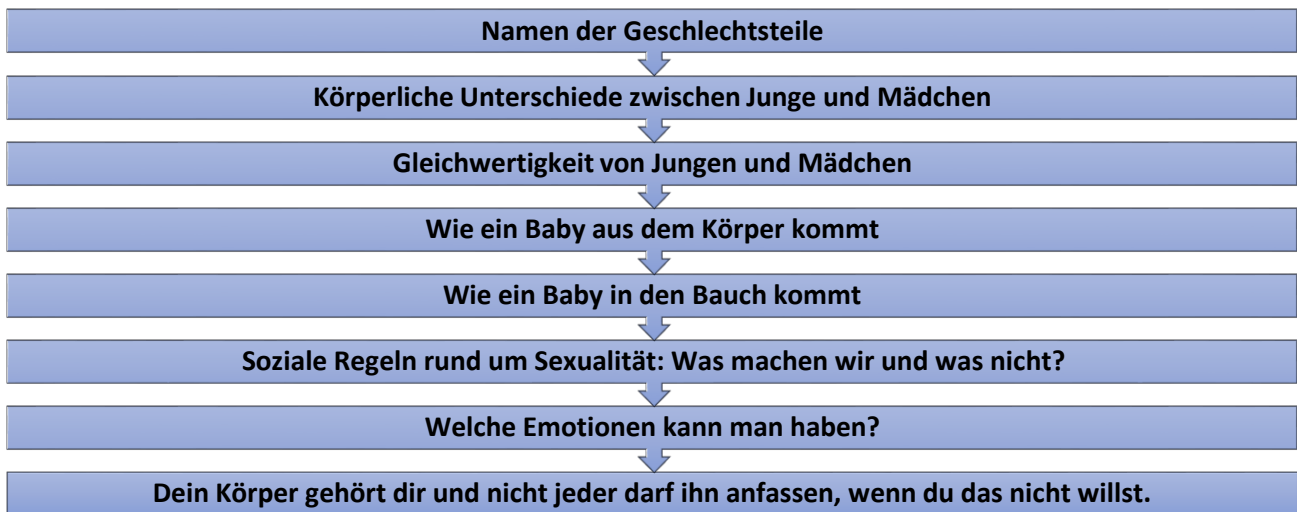 Namen der Geschlechtsteile
Körperliche Unterschiede zwischen Junge und Mädchen
Gleichwertigkeit von Jungen und Mädchen
Wie ein Baby aus dem Körper kommt
Wie ein Baby in den Bauch kommt
Soziale Regeln rund um Sexualität: Was machen wir und was nicht?
Welche Emotionen kann man haben?
Dein Körper gehört dir und nicht jeder darf ihn anfassen, wenn du das nicht willst.